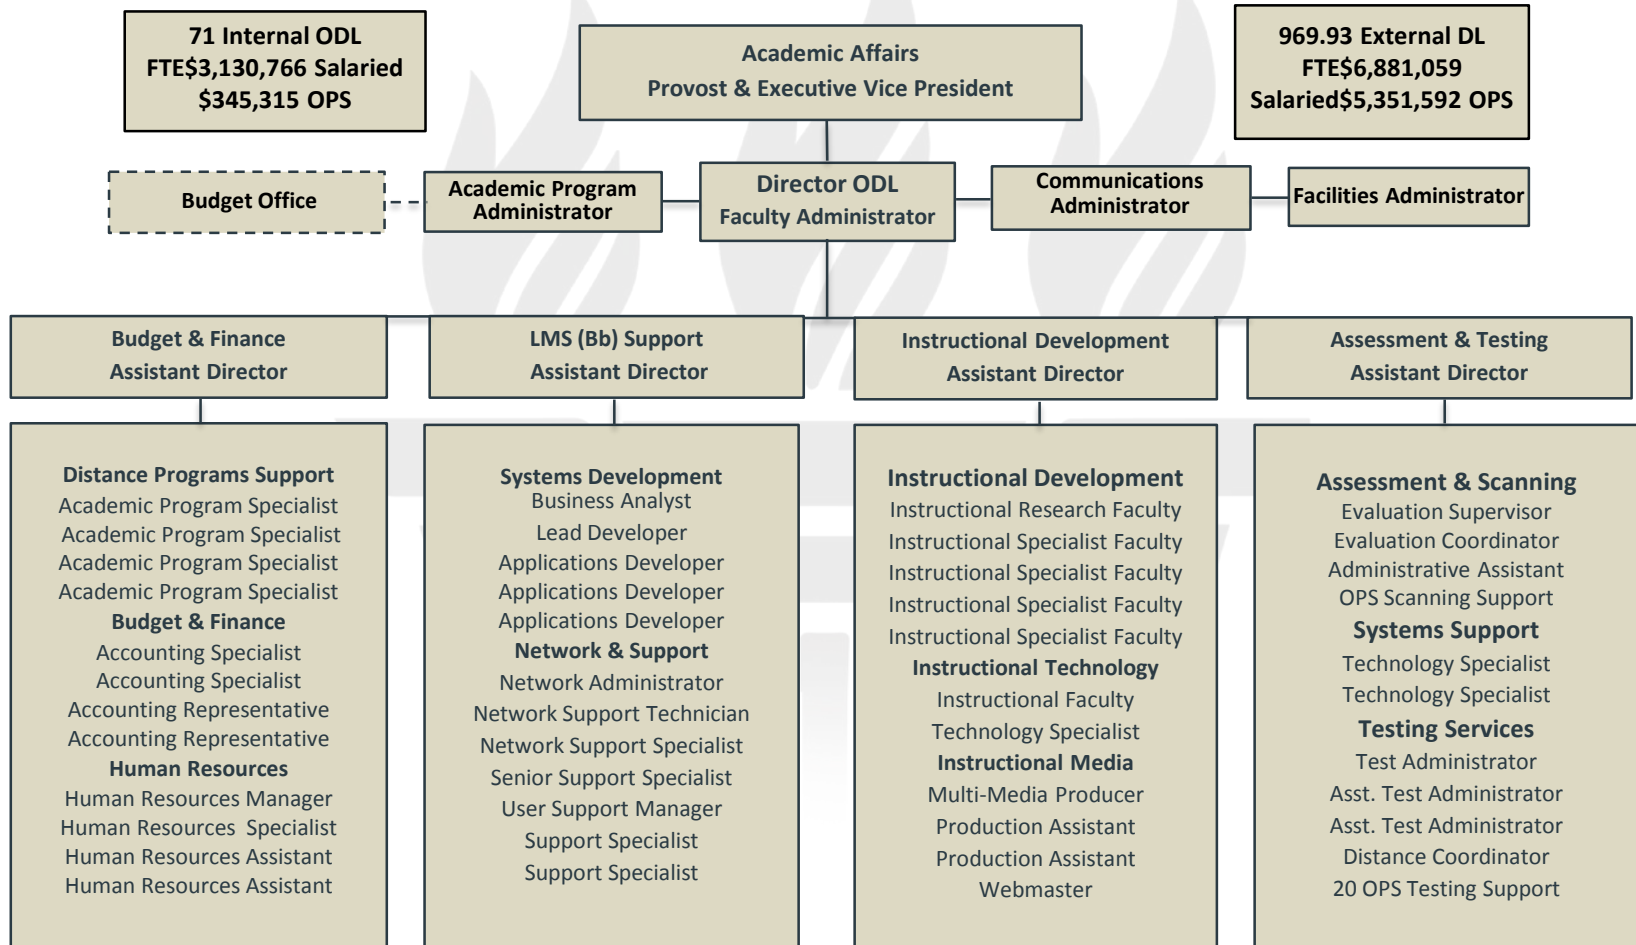 71 Internal ODL
FTE$3,130,766 Salaried
$345,315 OPS
Academic Affairs
Provost & Executive Vice President
969.93 External DL
FTE$6,881,059
Salaried$5,351,592 OPS
Budget Office
Academic Program
Administrator
Director ODL
Faculty Administrator
Communications
Administrator
Facilities Administrator
Budget & Finance
Assistant Director
LMS (Bb) Support
Assistant Director
Instructional Development
Assistant Director
Assessment & Testing
Assistant Director
Distance Programs Support
Academic Program Specialist
Academic Program Specialist
Academic Program Specialist
Academic Program Specialist
Budget & Finance
Accounting Specialist
Accounting Specialist
Accounting Representative
Accounting Representative
Human Resources
Human Resources Manager
Human Resources Specialist
Human Resources Assistant
Human Resources Assistant
Systems Development
Business Analyst
Lead Developer
Applications Developer
Applications Developer
Applications Developer
Network & Support
Network Administrator
Network Support Technician
Network Support Specialist
Senior Support Specialist
User Support Manager
Support Specialist
Support Specialist
Instructional Development
Instructional Research Faculty
Instructional Specialist Faculty
Instructional Specialist Faculty
Instructional Specialist Faculty
Instructional Specialist Faculty
Instructional Technology
Instructional Faculty
Technology Specialist
Instructional Media
Multi-Media Producer
Production Assistant
Production Assistant
Webmaster
Assessment & Scanning
Evaluation Supervisor
Evaluation Coordinator
Administrative Assistant
OPS Scanning Support
Systems Support
Technology Specialist
Technology Specialist
Testing Services
Test Administrator
Asst. Test Administrator
Asst. Test Administrator
Distance Coordinator
20 OPS Testing Support